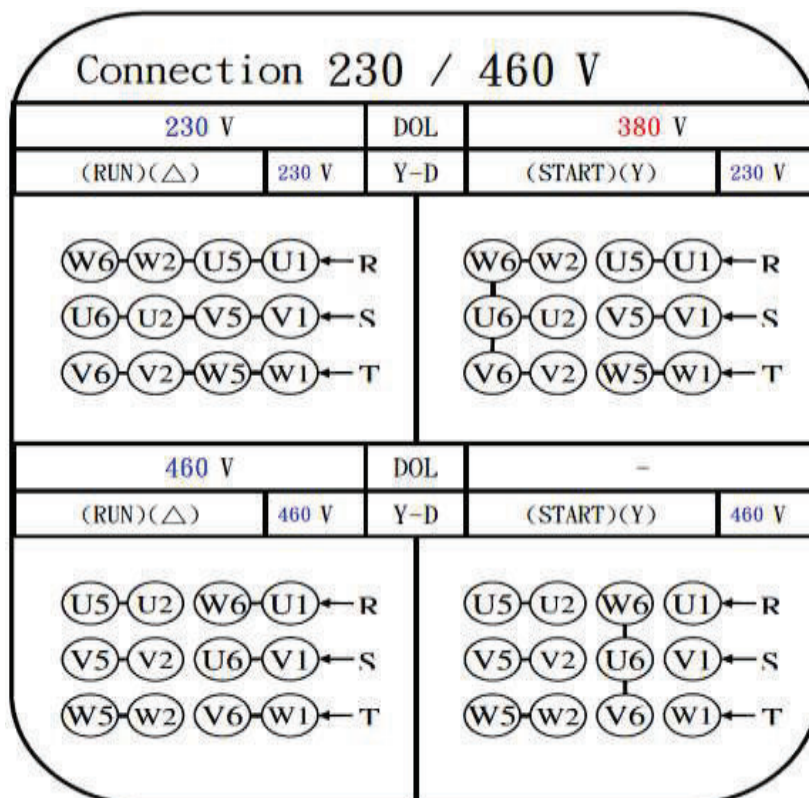 Connection 230 / 460 V
230 V DOL 380 V
(RUN)(△) 230 V Y-D (START)(Y) 230 V
W6 W2 U5 U1 R W6 W2 U5 U1 R
U6 U2 V5 V1 S U6 U2 V5 V1 S
V6 V2 W5 W1 T V6 V2 W5 W1 T
460 V DOL -
(RUN)(△) 460 V Y-D (START)(Y) 460 V
U5 U2 W6 U1 R U5 U2 W6 U1 R
V5 V2 U6 V1 S V5 V2 U6 V1 S
W5 W2 V6 W1 T W5 W2 V6 W1 T